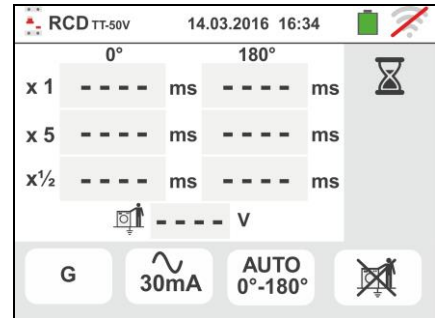 RCD TT-50V 14.03.2016 16:34
0° 180°
x 1 - - - - ms - - - - ms
x 5 - - - - ms - - - - ms
x½ - - - - ms - - - - ms
- - - - V
G 30mA AUTO 0°-180°